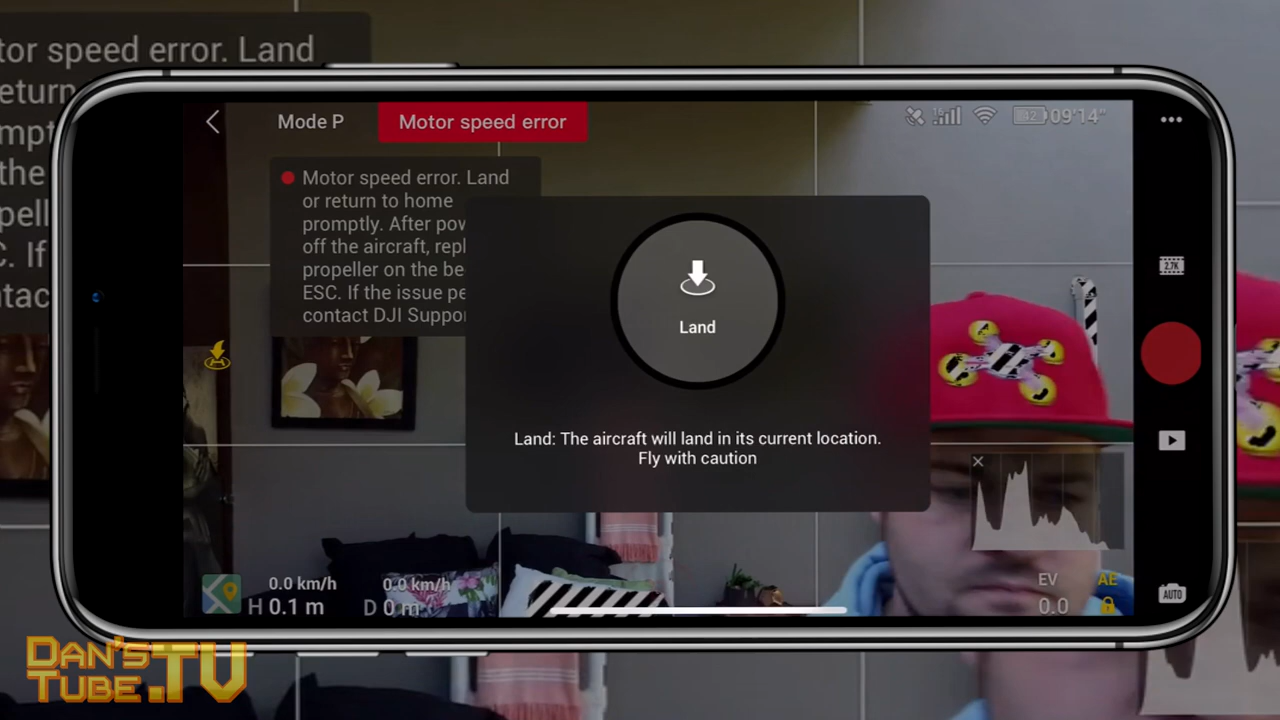 tor speed error. Land
eturn
mpt
the
pell
C. If
ntac
Mode P
Motor speed error
09'14"
Motor speed error. Land
or return to home
promptly. After pow
off the aircraft, repl
propeller on the be
ESC. If the issue pe
contact DJI Suppor
Land
Land: The aircraft will land in its current location.
Fly with caution
2.7K
EV
AE
0.0
AUTO
0.0 km/h
0.0 km/h
H 0.1 m
D 0 m
DAN'S
TUBE.TV